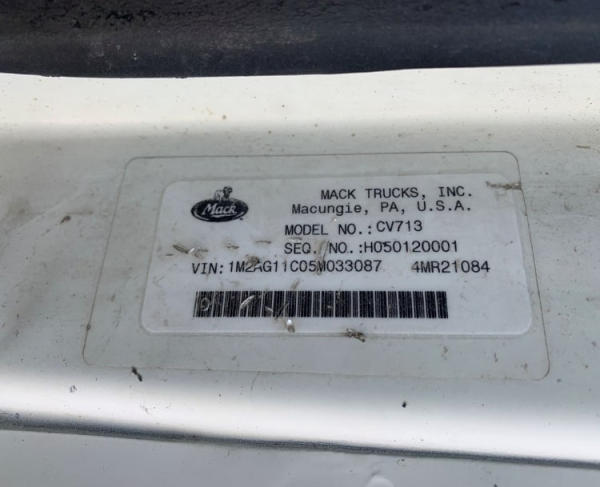 Mack
MACK TRUCKS, INC.
Macungie, PA, U.S.A.
MODEL NO.:CV713
SEQ. NO.:H050120001
VIN:1M2AG11C05M033087 4MR21084